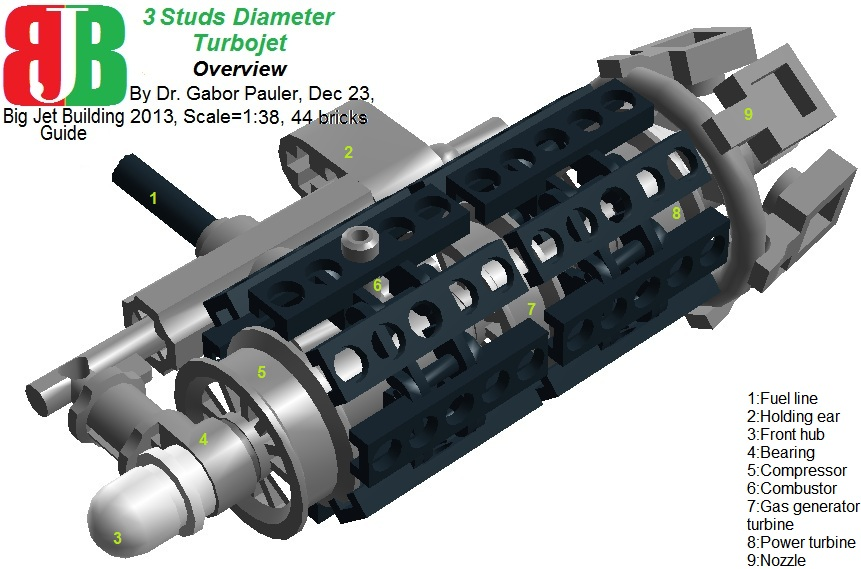 BJB
3 Studs Diameter
Turbojet
Overview
By Dr. Gabor Pauler, Dec 23,
Big Jet Building 2013, Scale=1:38, 44 bricks
Guide
2
1
9
8
6
7
5
4
3
1:Fuel line
2:Holding ear
3:Front hub
4:Bearing
5:Compressor
6:Combustor
7:Gas generator
turbine
8:Power turbine
9:Nozzle